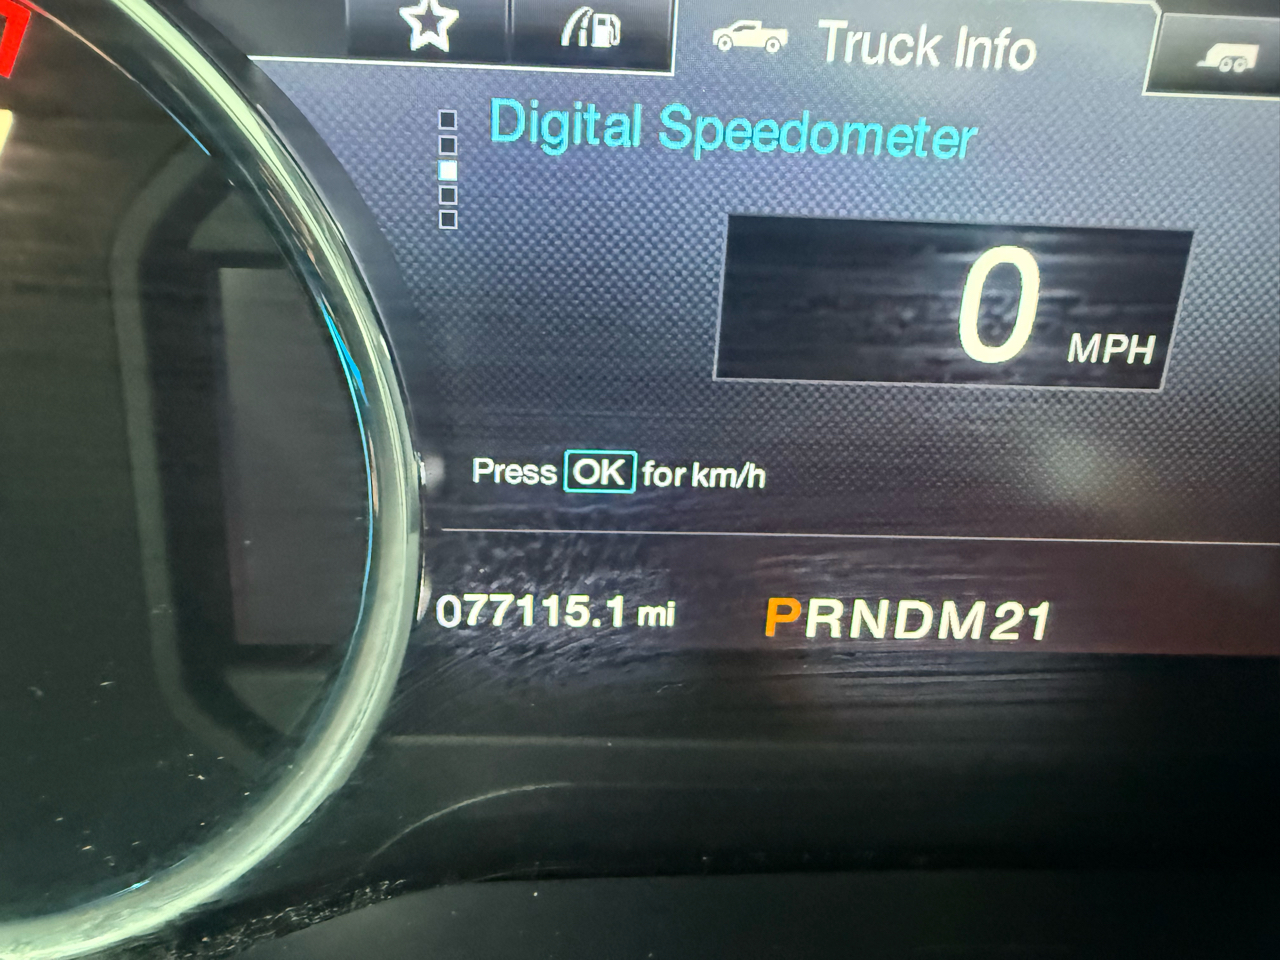 Truck Info
Digital Speedometer
0 MPH
Press OK for km/h
077115.1 mi PRNDM21